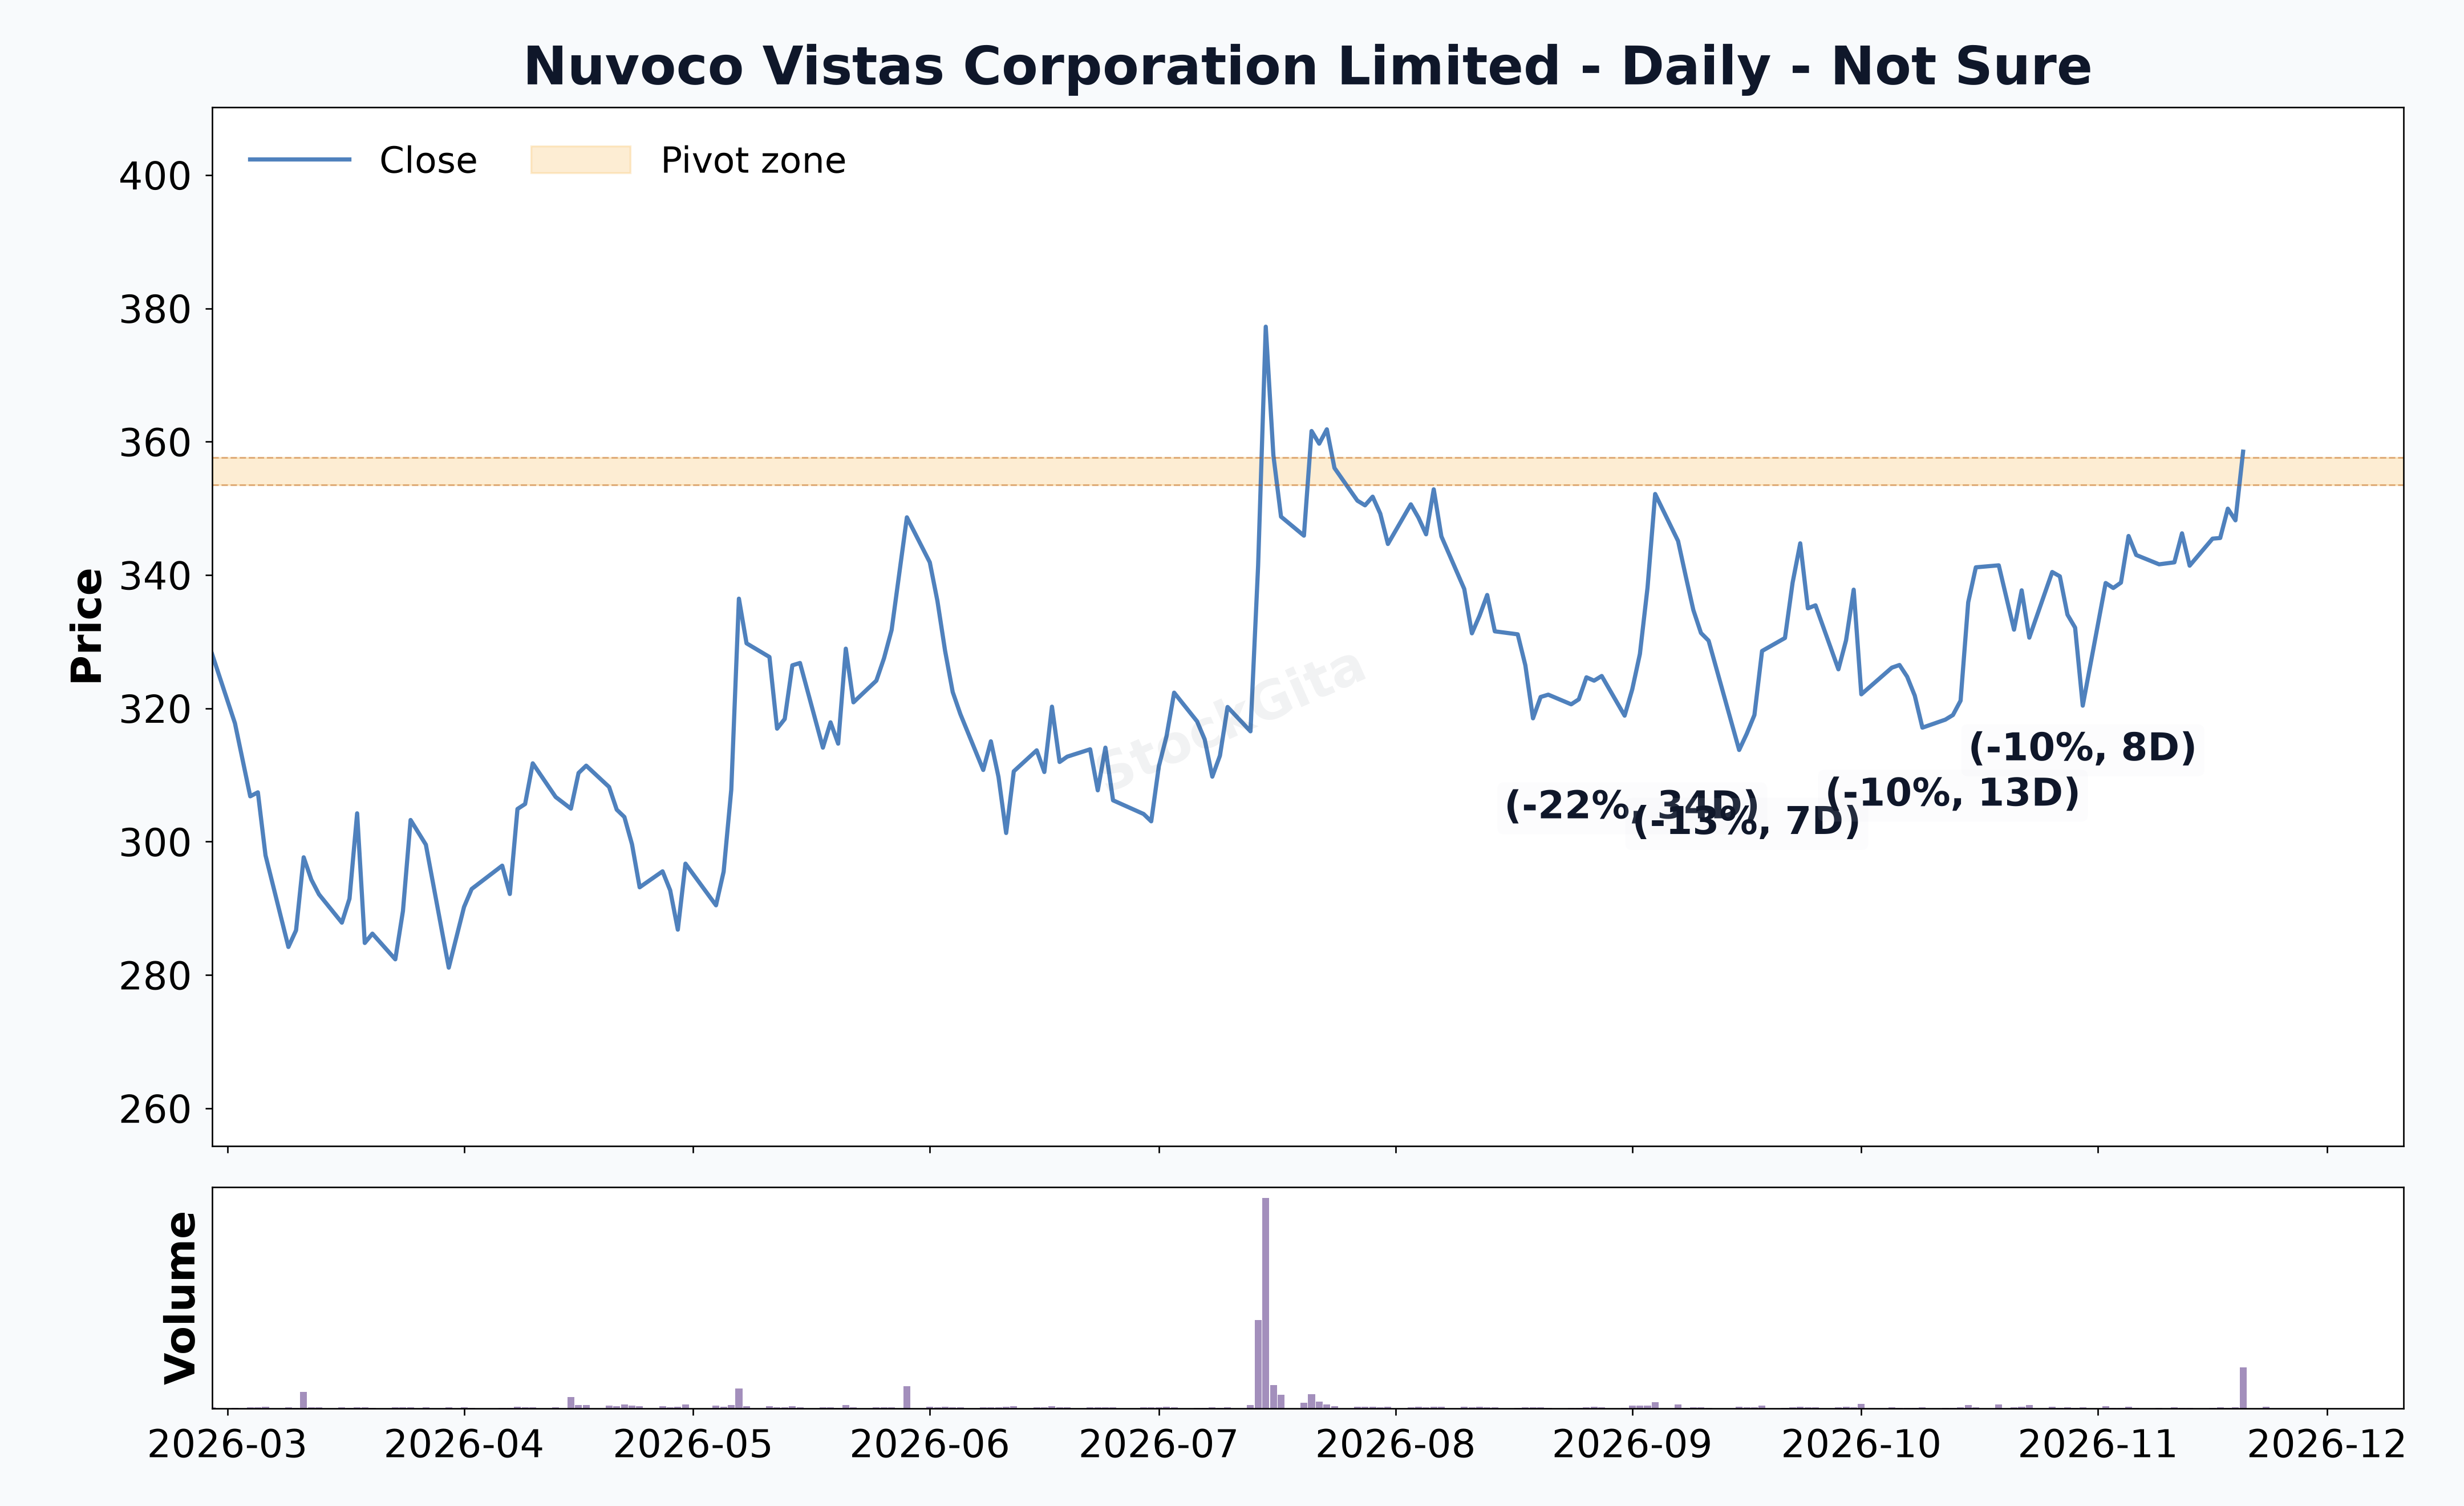 Nuvoco Vistas Corporation Limited - Daily - Not Sure
Close
Pivot zone
400
380
360
340
320
300
280
260
Price
StockGita
(-10%, 8D)
(-10%, 13D)
(-22%, 34D)
(-13%, 7D)
Volume
2026-03
2026-04
2026-05
2026-06
2026-07
2026-08
2026-09
2026-10
2026-11
2026-12